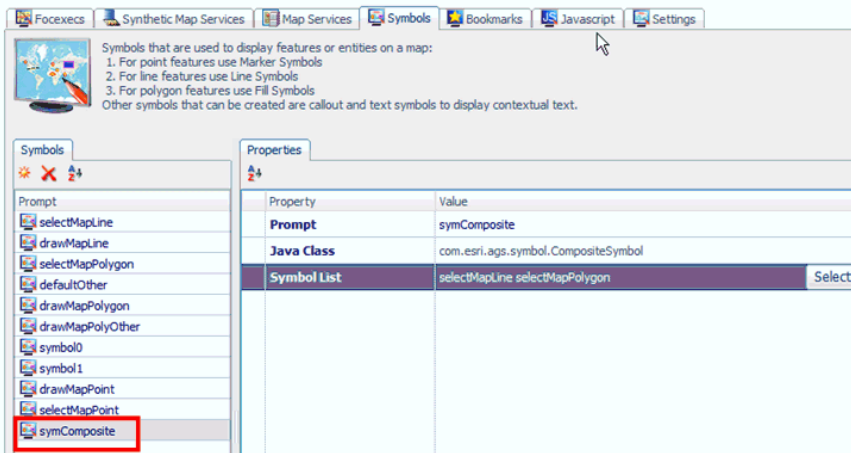 Focexecs Synthetic Map Services Map Services Symbols Bookmarks Javascript Settings
Symbols that are used to display features or entities on a map:
1. For point features use Marker Symbols
2. For line features use Line Symbols
3. For polygon features use Fill Symbols
Other symbols that can be created are callout and text symbols to display contextual text.
Symbols
Prompt
selectMapLine
drawMapLine
selectMapPolygon
defaultOther
drawMapPolygon
drawMapPolyOther
symbol0
symbol1
drawMapPoint
selectMapPoint
symComposite
Properties
Property Value
Prompt symComposite
Java Class com.esri.ags.symbol.CompositeSymbol
Symbol List selectMapLine selectMapPolygon Select